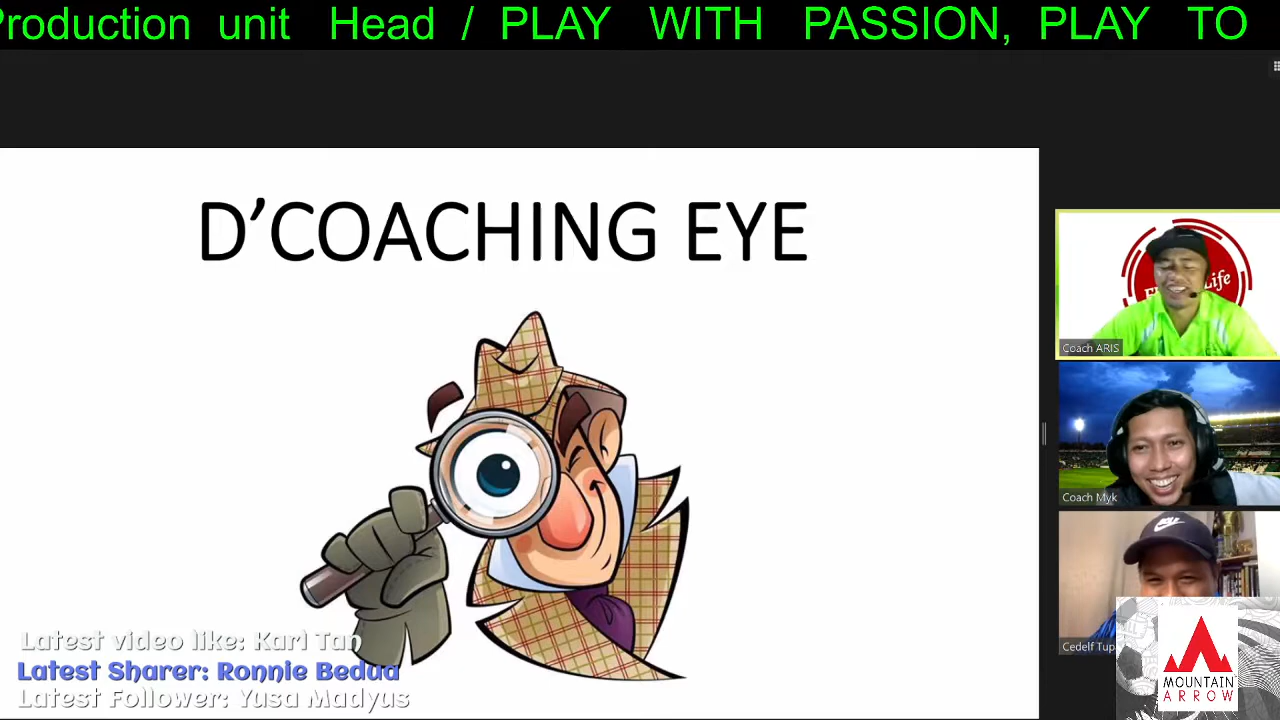 Production unit Head / PLAY WITH PASSION, PLAY TO
D'COACHING EYE
Life
Coach ARIS
Coach Myk
Cedelf Tup
MOUNTAIN
ARROW
Latest video like: Karl Tan
Latest Sharer: Ronnie Bedua
Latest Follower: Yusa Madyus